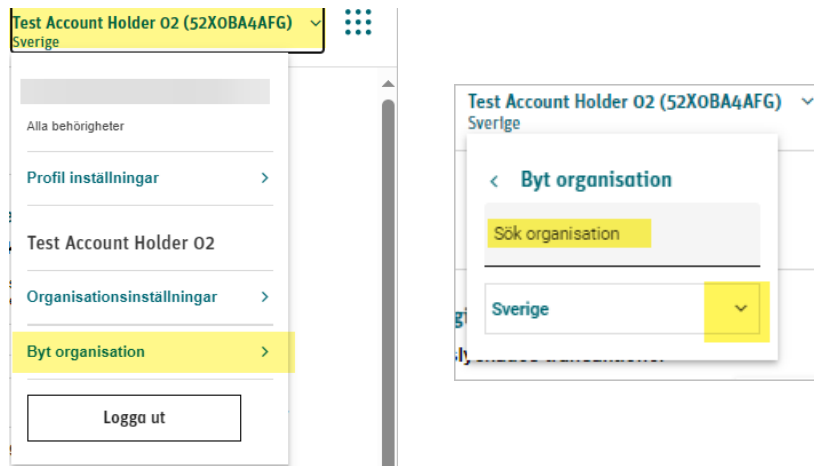 Test Account Holder 02 (52X0BA4AFG)
Sverige
Alla behörigheter
Profil inställningar
Test Account Holder 02
Organisationsinställningar
Byt organisation
Logga ut
Test Account Holder 02 (52X0BA4AFG)
Sverige
Byt organisation
Sök organisation
Sverige